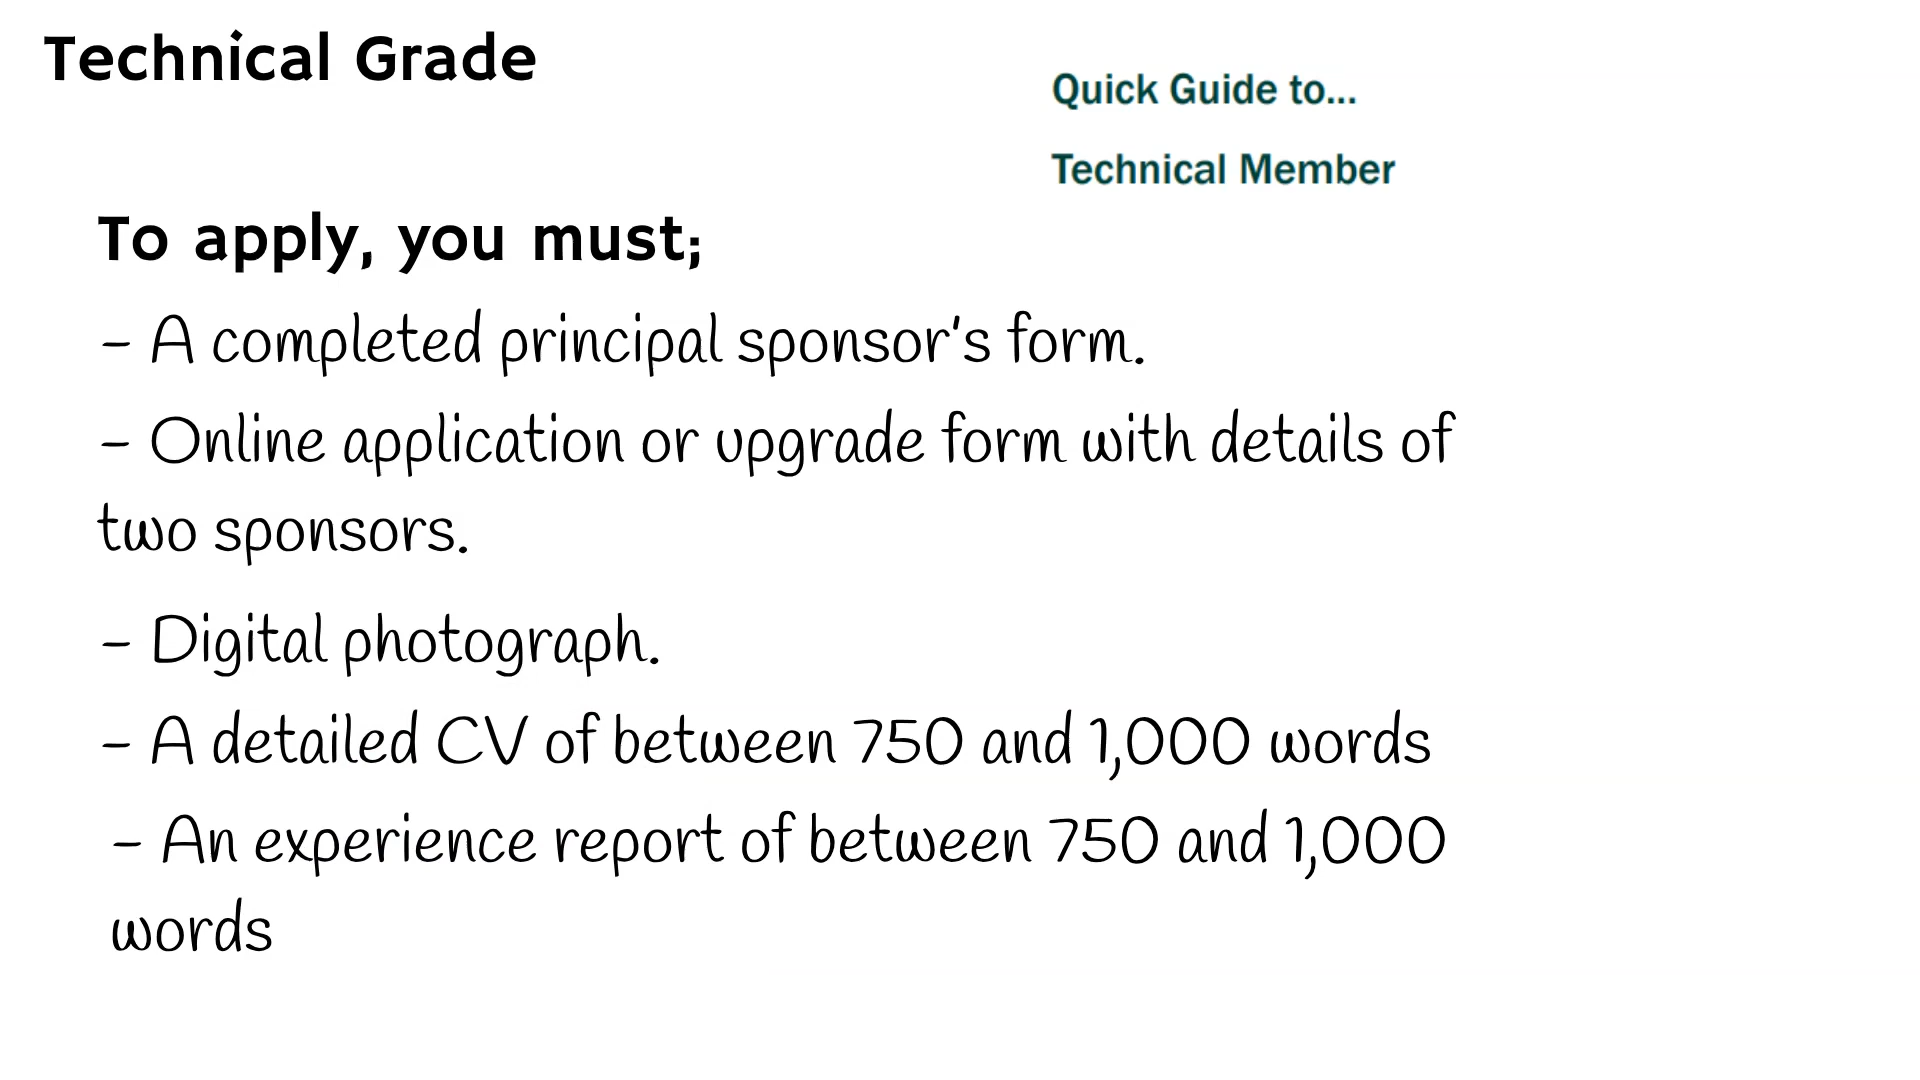 Technical Grade
Quick Guide to...
Technical Member
To apply, you must;
- A completed principal sponsor's form.
- Online application or upgrade form with details of
two sponsors.
- Digital photograph.
- A detailed CV of between 750 and 1,000 words
- An experience report of between 750 and 1,000
words